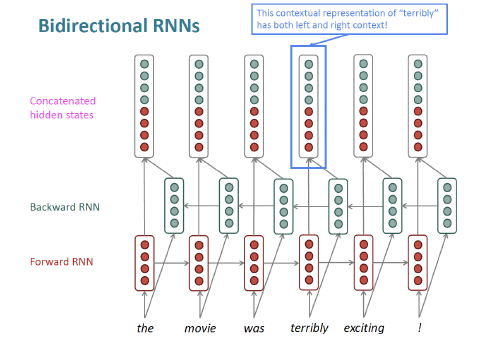 Bidirectional RNNs
This contextual representation of “terribly”
has both left and right context!
Concatenated
hidden states
Backward RNN
Forward RNN
the movie was terribly exciting !